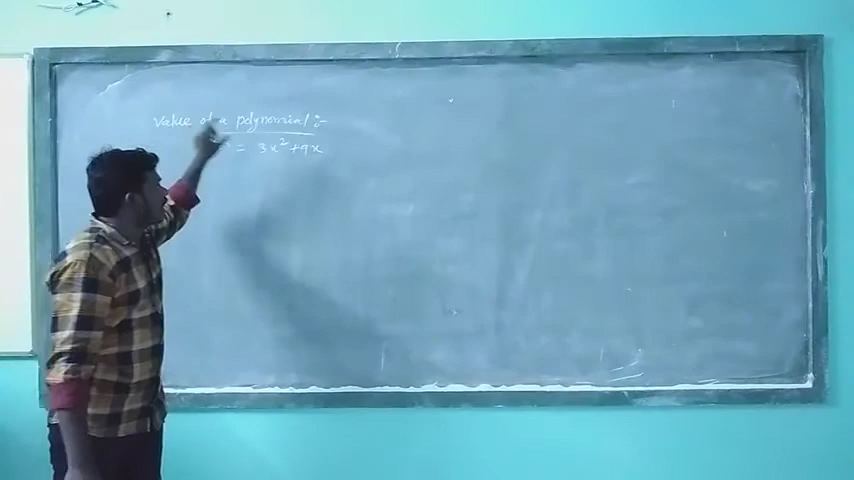 Value of a polynomial :-
= 3x² + 9x